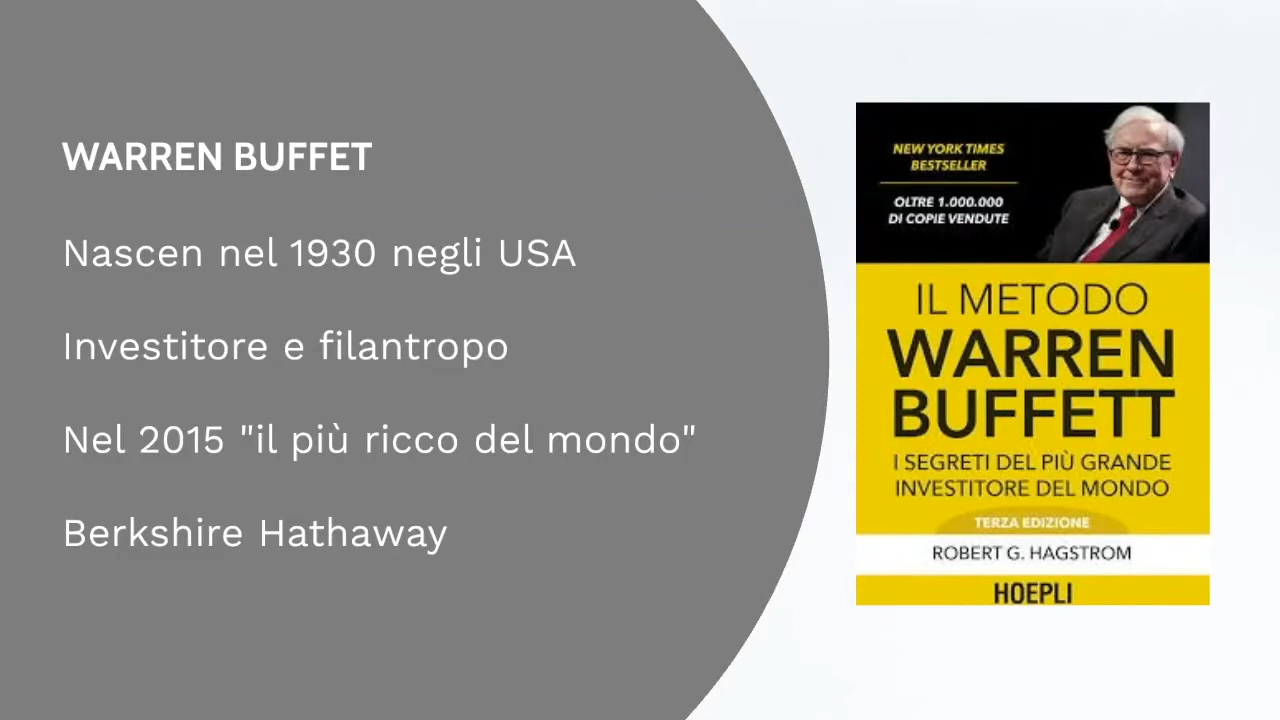 WARREN BUFFET
Nascen nel 1930 negli USA
Investitore e filantropo
Nel 2015 "il più ricco del mondo"
Berkshire Hathaway
NEW YORK TIMES
BESTSELLER
OLTRE 1.000.000
DI COPIE VENDUTE
IL METODO
WARREN
BUFFETT
I SEGRETI DEL PIÙ GRANDE
INVESTITORE DEL MONDO
TERZA EDIZIONE
ROBERT G. HAGSTROM
HOEPLI